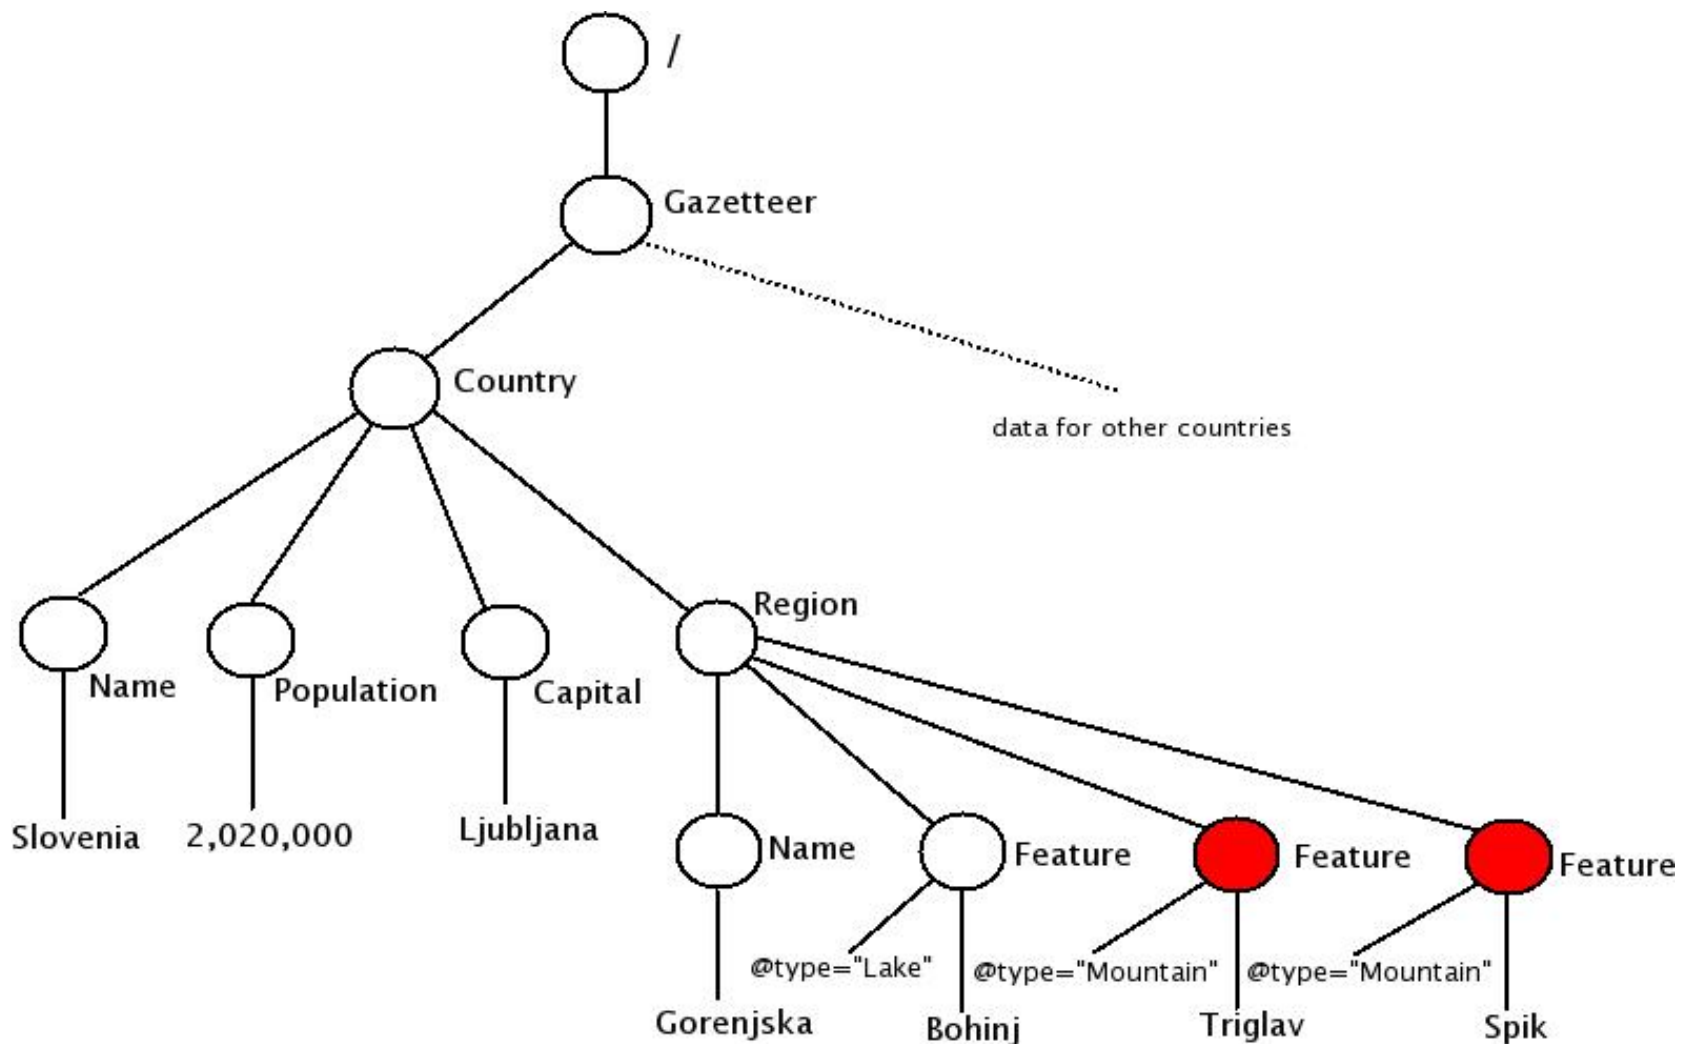 /
Gazetteer
Country
data for other countries
Region
Name
Population
Capital
Slovenia
2,020,000
Ljubljana
Name
Feature
Feature
Feature
@type="Lake"
@type="Mountain"
@type="Mountain"
Gorenjska
Bohinj
Triglav
Spik